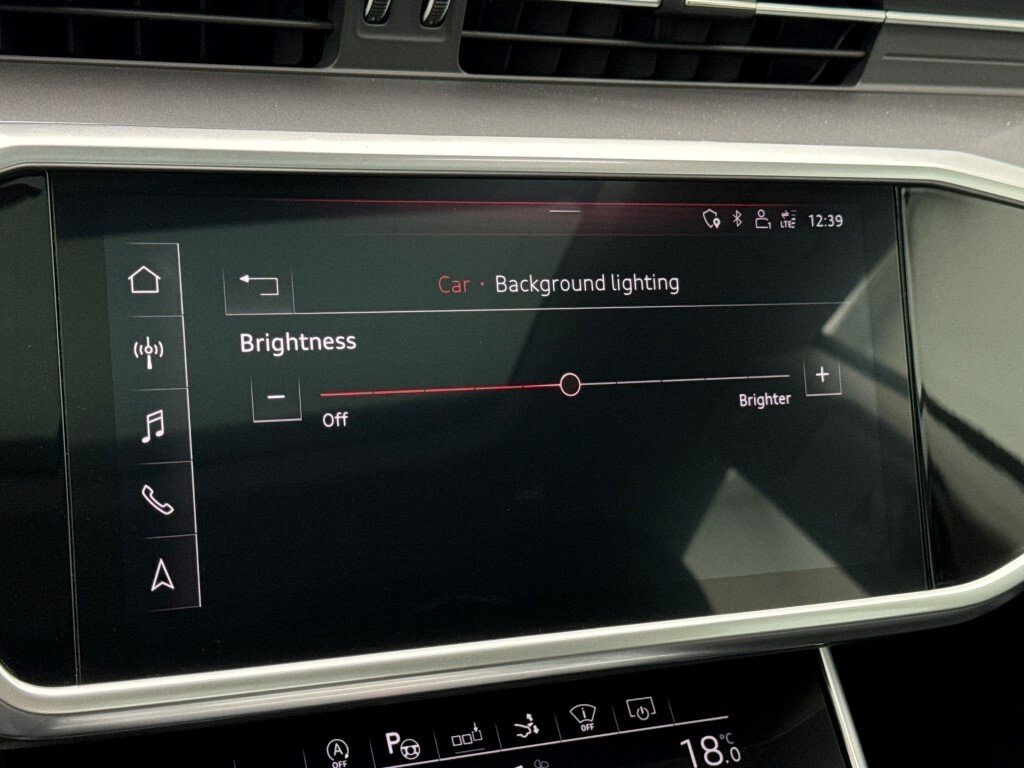 LTE 12:39
Car · Background lighting
Brightness
− +
Off Brighter
A P i
OFF OFF
18.0 °C